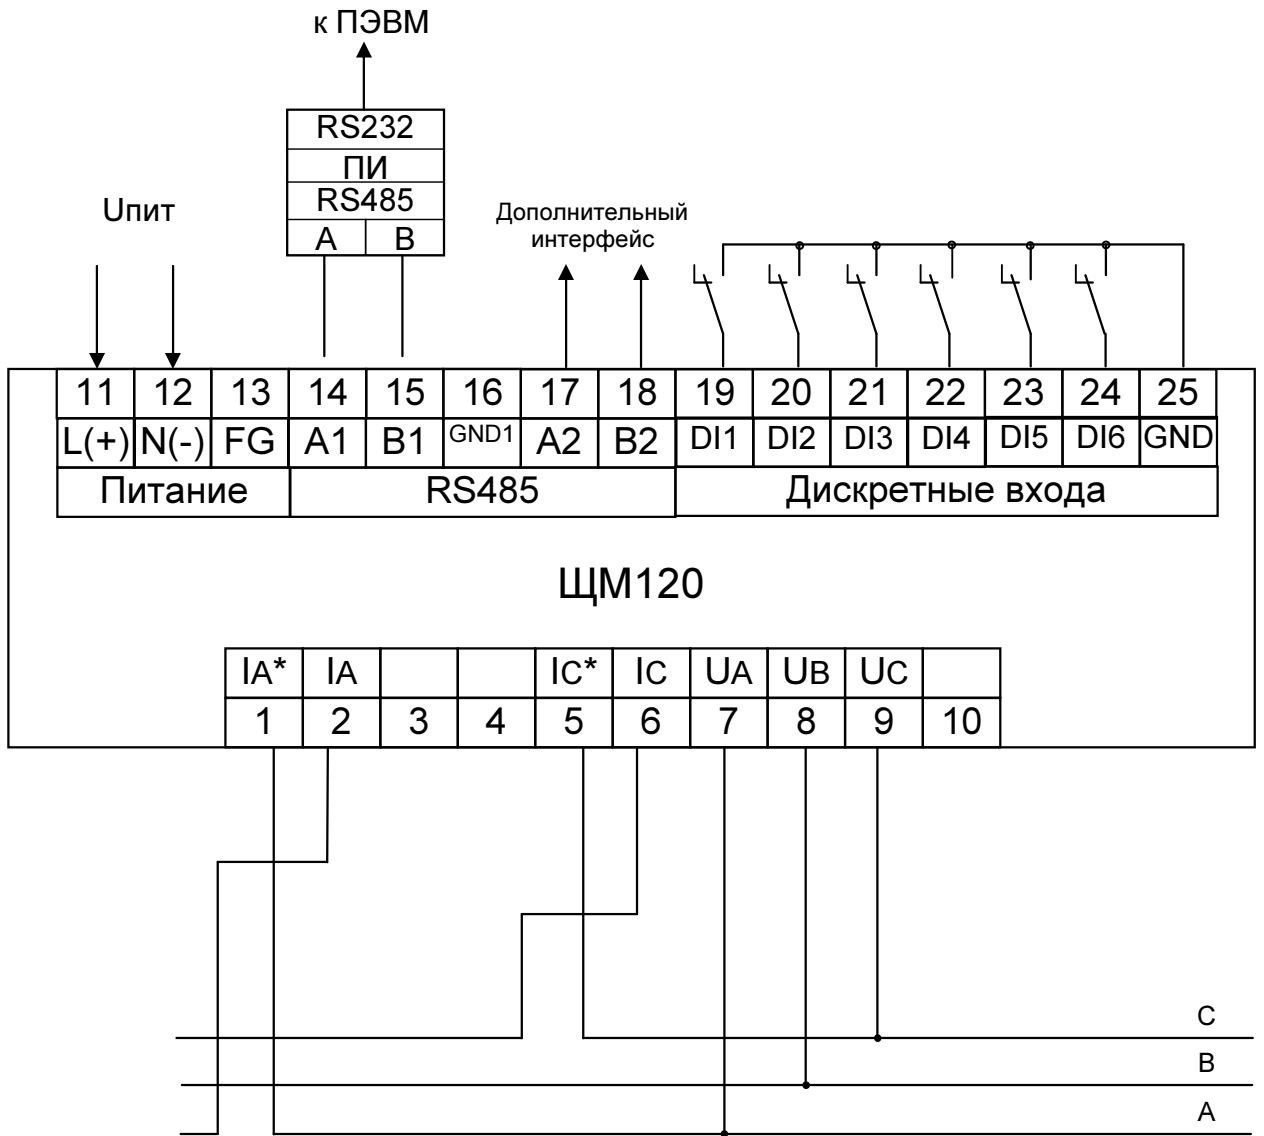 к ПЭВМ
RS232
ПИ
RS485
A B
Uпит
Дополнительный
интерфейс
11 12 13 14 15 16 17 18 19 20 21 22 23 24 25
L(+) N(-) FG A1 B1 GND1 A2 B2 DI1 DI2 DI3 DI4 DI5 DI6 GND
Питание RS485 Дискретные входа
ЩМ120
IA* IA IC* IC UA UB UC
1 2 3 4 5 6 7 8 9 10
C
B
A